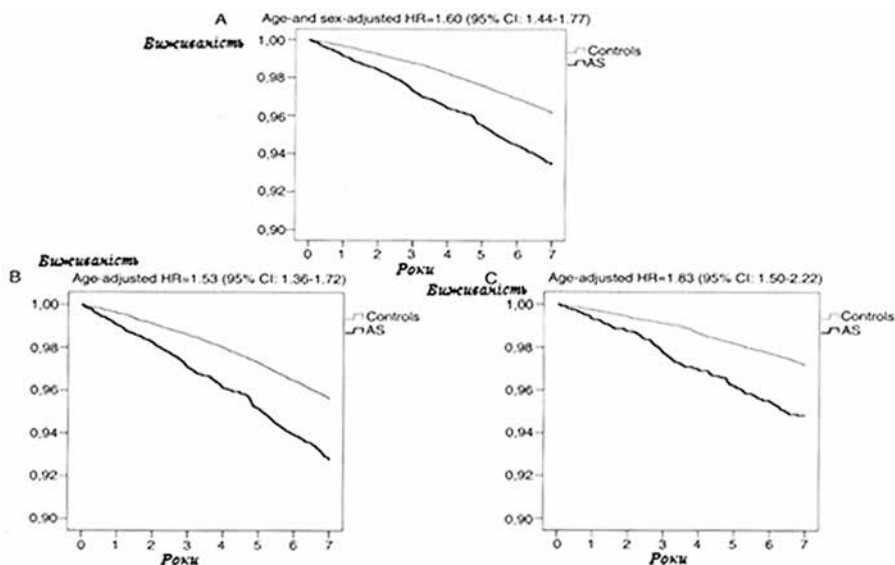 A Age-and sex-adjusted HR=1.60 (95% CI: 1.44-1.77)
Виживаність
1,00
0,98
0,96
0,94
0,92
0,90
0 1 2 3 4 5 6 7
Роки
Controls
AS
Виживаність
B Age-adjusted HR=1.53 (95% CI: 1.36-1.72)
1,00
0,98
0,96
0,94
0,92
0,90
0 1 2 3 4 5 6 7
Роки
Controls
AS
C Age-adjusted HR=1.83 (95% CI: 1.50-2.22)
Виживаність
1,00
0,98
0,96
0,94
0,92
0,90
0 1 2 3 4 5 6 7
Роки
Controls
AS